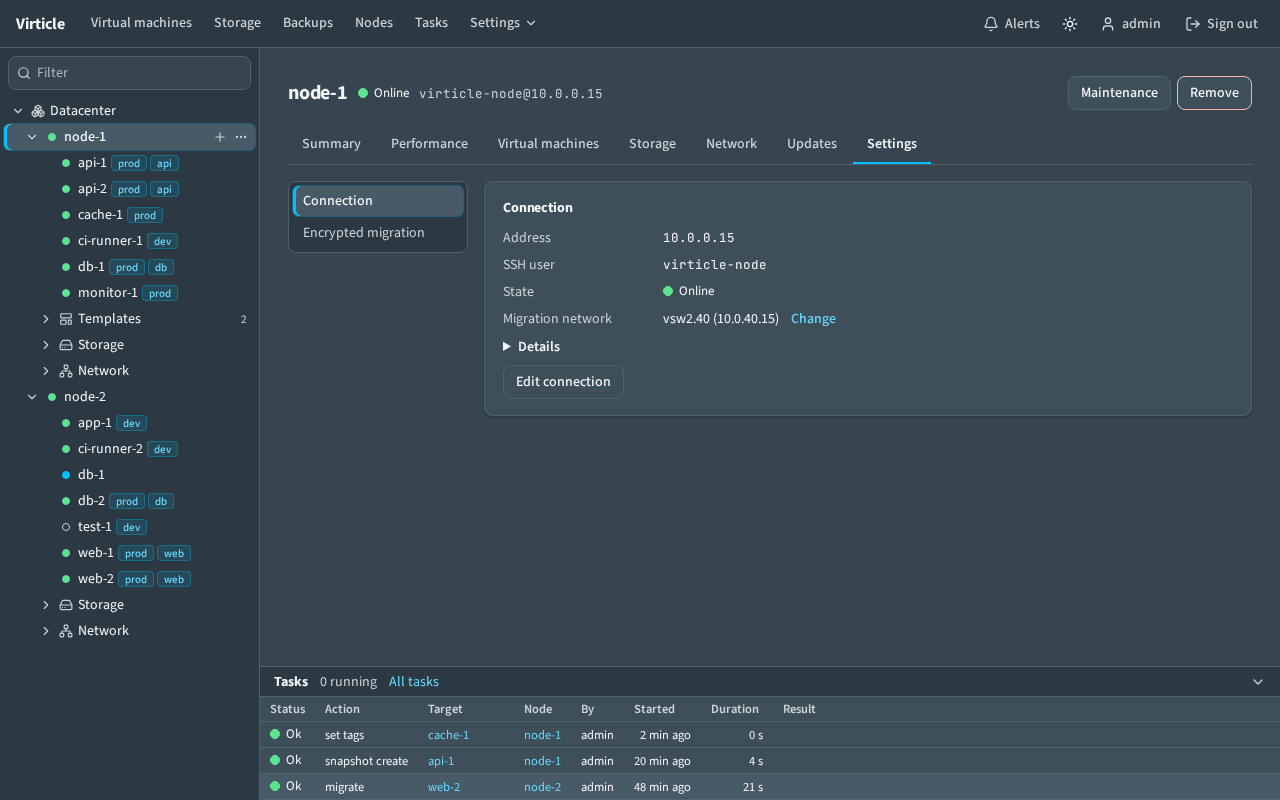 Virticle Virtual machines Storage Backups Nodes Tasks Settings Alerts admin Sign out
Filter
Datacenter
node-1
api-1 prod api
api-2 prod api
cache-1 prod
ci-runner-1 dev
db-1 prod db
monitor-1 prod
Templates 2
Storage
Network
node-2
app-1 dev
ci-runner-2 dev
db-1
db-2 prod db
test-1 dev
web-1 prod web
web-2 prod web
Storage
Network
node-1 Online virticle-node@10.0.0.15 Maintenance Remove
Summary Performance Virtual machines Storage Network Updates Settings
Connection
Encrypted migration
Connection
Address 10.0.0.15
SSH user virticle-node
State Online
Migration network vsw2.40 (10.0.40.15) Change
Details
Edit connection
Tasks 0 running All tasks
Status Action Target Node By Started Duration Result
Ok set tags cache-1 node-1 admin 2 min ago 0 s
Ok snapshot create api-1 node-1 admin 20 min ago 4 s
Ok migrate web-2 node-2 admin 48 min ago 21 s